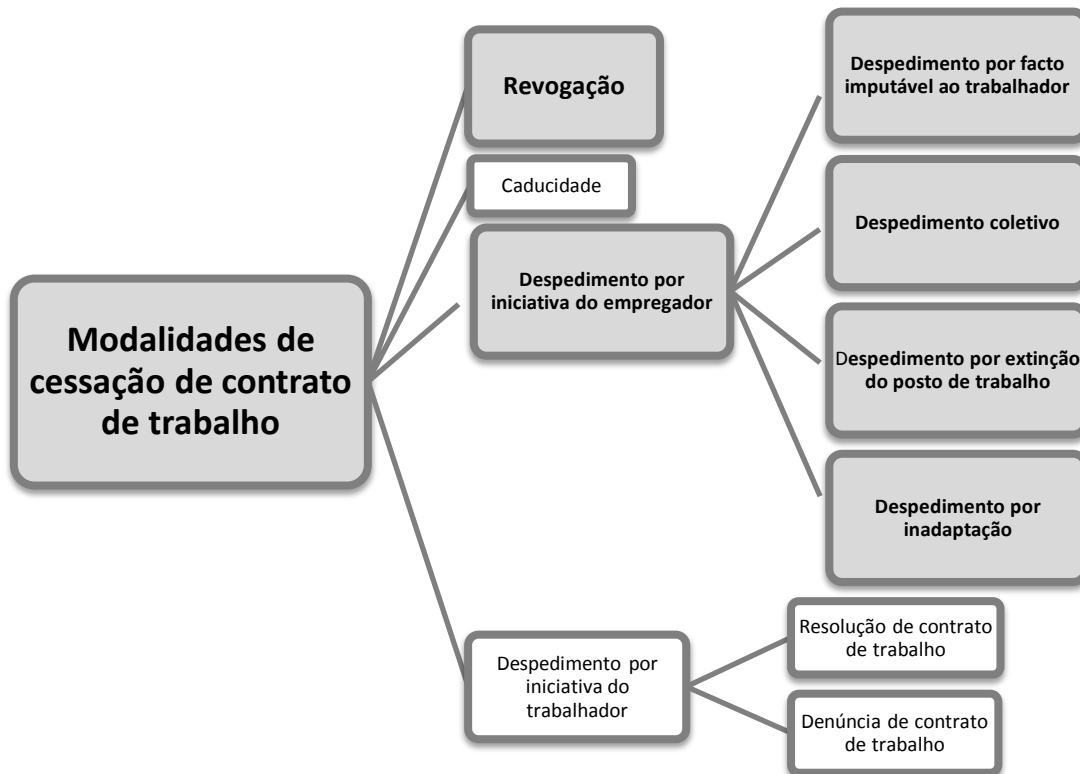 Modalidades de
cessação de contrato
de trabalho
Revogação
Caducidade
Despedimento por
iniciativa do empregador
Despedimento por facto
imputável ao trabalhador
Despedimento coletivo
Despedimento por extinção
do posto de trabalho
Despedimento por
inadaptação
Despedimento por
iniciativa do
trabalhador
Resolução de contrato
de trabalho
Denúncia de contrato
de trabalho